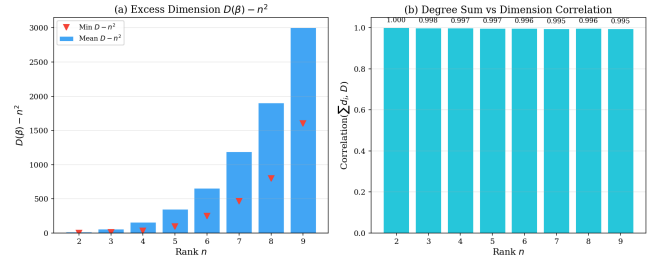 (a) Excess Dimension D(β) − n²
Min D − n²
Mean D − n²
D(β) − n²
3000
2500
2000
1500
1000
500
0
2 3 4 5 6 7 8 9
Rank n
(b) Degree Sum vs Dimension Correlation
Correlation(∑ dⱼ, D)
1.0
0.8
0.6
0.4
0.2
0.0
1.000 0.998 0.997 0.997 0.996 0.995 0.996 0.995
2 3 4 5 6 7 8 9
Rank n